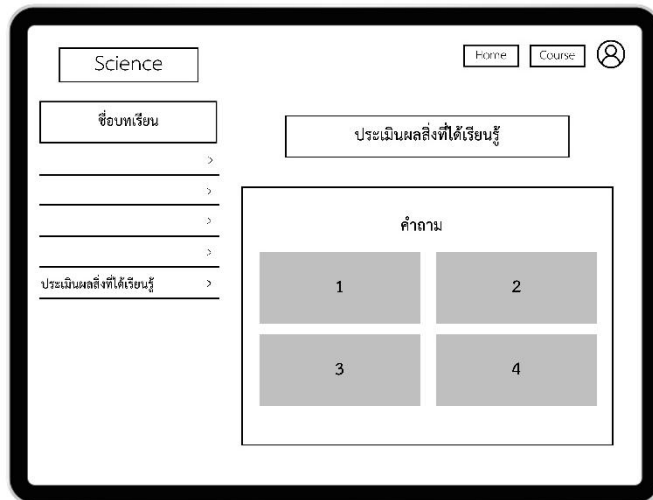 Science
Home
Course
ชื่อบทเรียน
>
>
>
>
ประเมินผลสิ่งที่ได้เรียนรู้ >
ประเมินผลสิ่งที่ได้เรียนรู้
คำถาม
1 2
3 4